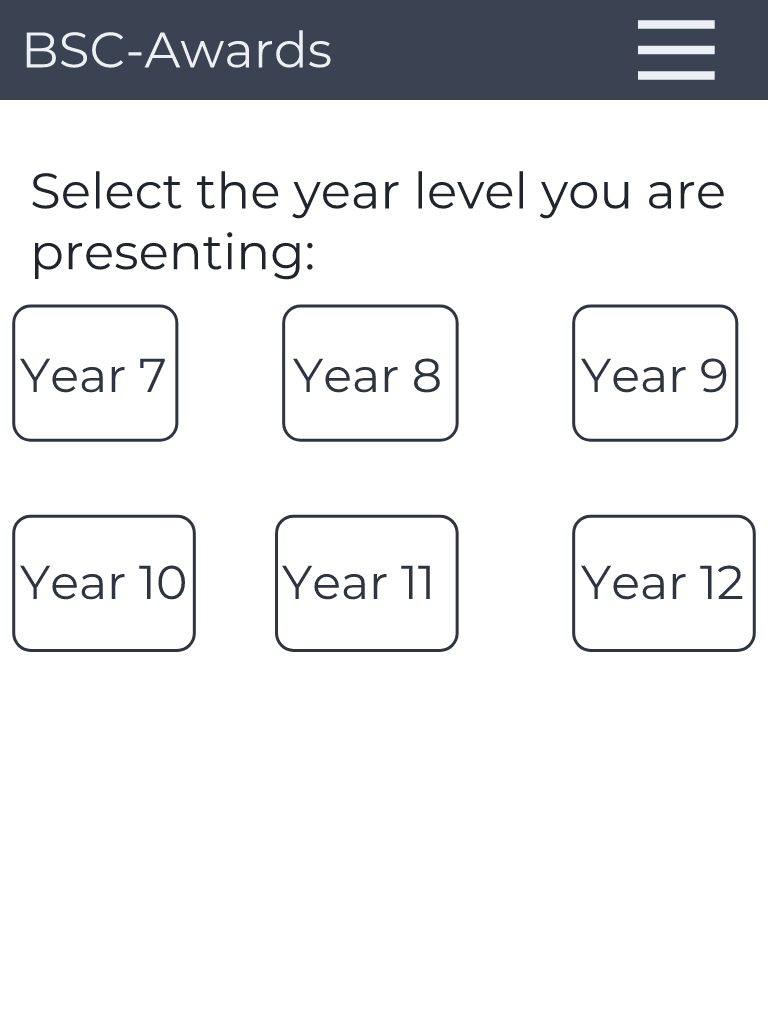 BSC-Awards
Select the year level you are
presenting:
Year 7
Year 8
Year 9
Year 10
Year 11
Year 12